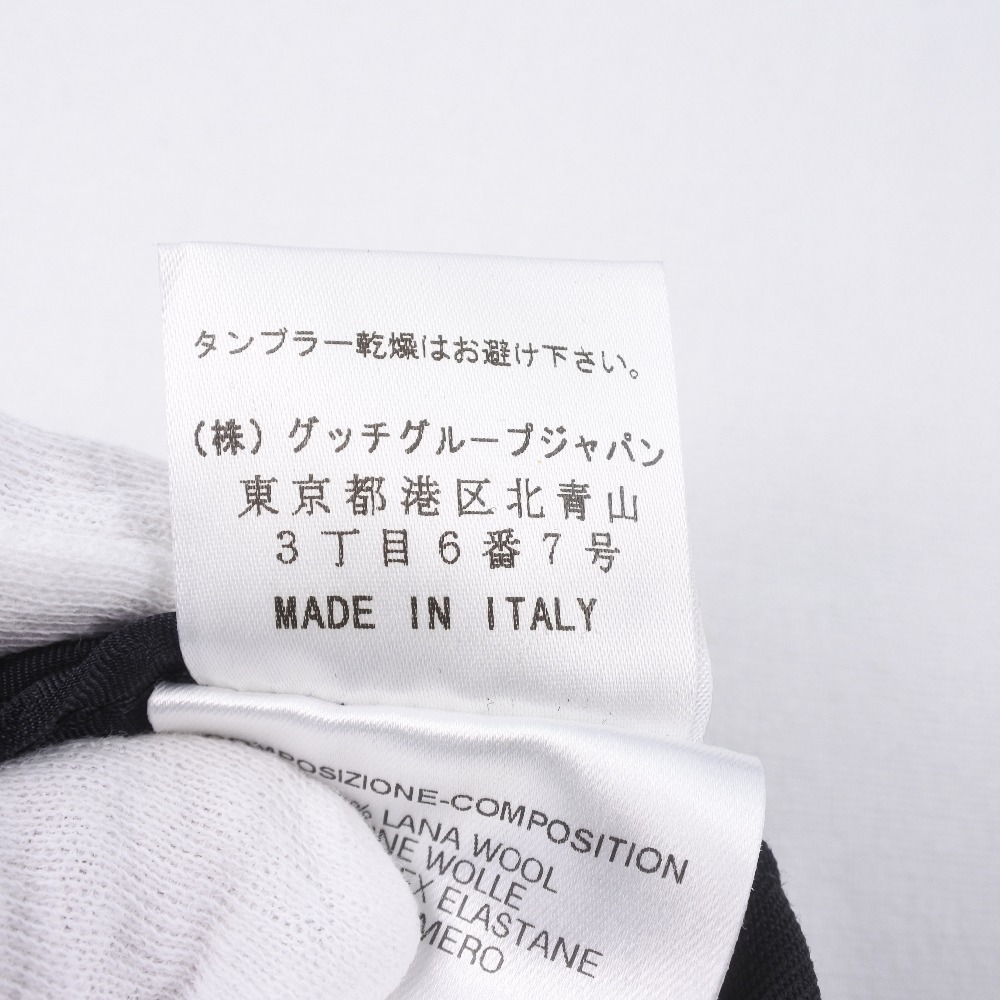 タンブラー乾燥はお避け下さい。
(株) グッチグループジャパン
東京都港区北青山
3丁目6番7号
MADE IN ITALY
COMPOSIZIONE-COMPOSITION
% LANA WOOL
WOLLE
ELASTANE